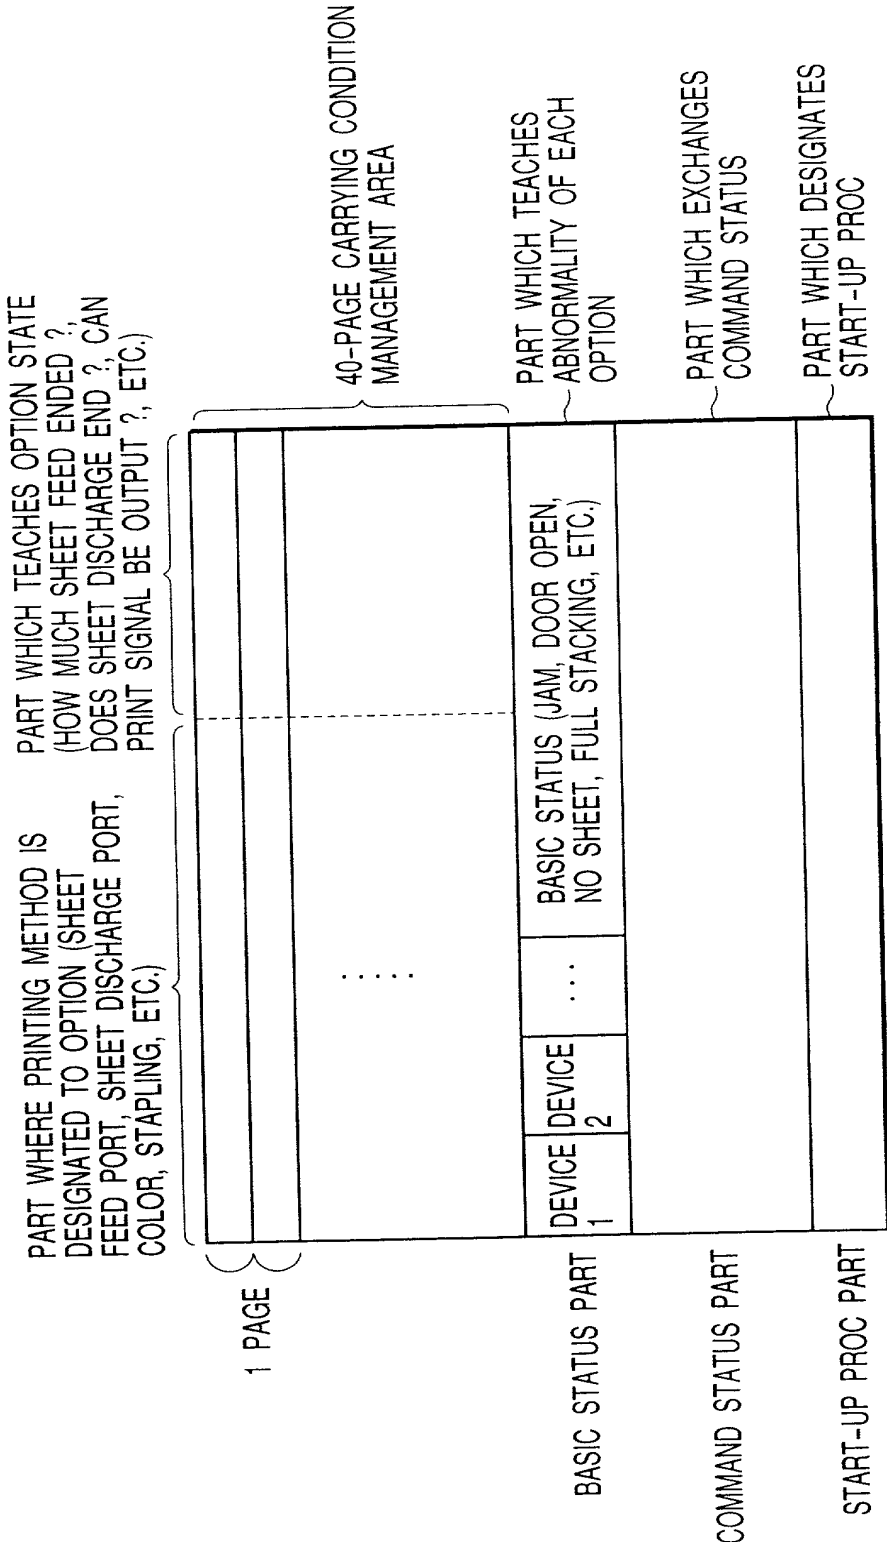 PART WHERE PRINTING METHOD IS
DESIGNATED TO OPTION (SHEET
FEED PORT, SHEET DISCHARGE PORT,
COLOR, STAPLING, ETC.)
PART WHICH TEACHES OPTION STATE
(HOW MUCH SHEET FEED ENDED ?,
DOES SHEET DISCHARGE END ?, CAN
PRINT SIGNAL BE OUTPUT ?, ETC.)
1 PAGE
40-PAGE CARRYING CONDITION
MANAGEMENT AREA
.....
BASIC STATUS PART
DEVICE
1
DEVICE
2
...
BASIC STATUS (JAM, DOOR OPEN,
NO SHEET, FULL STACKING, ETC.)
PART WHICH TEACHES
ABNORMALITY OF EACH
OPTION
COMMAND STATUS PART
PART WHICH EXCHANGES
COMMAND STATUS
START-UP PROC PART
PART WHICH DESIGNATES
START-UP PROC